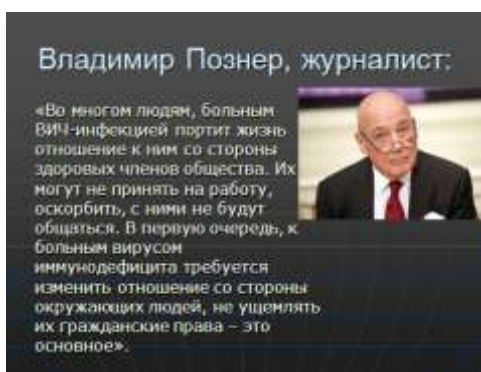 Владимир Познер, журналист:
«Во многом людям, больным
ВИЧ-инфекцией портит жизнь
отношение к ним со стороны
здоровых членов общества. Их
могут не принять на работу,
оскорбить, с ними не будут
общаться. В первую очередь, к
больным вирусом
иммунодефицита требуется
изменить отношение со стороны
окружающих людей, не ущемлять
их гражданские права – это
основное».